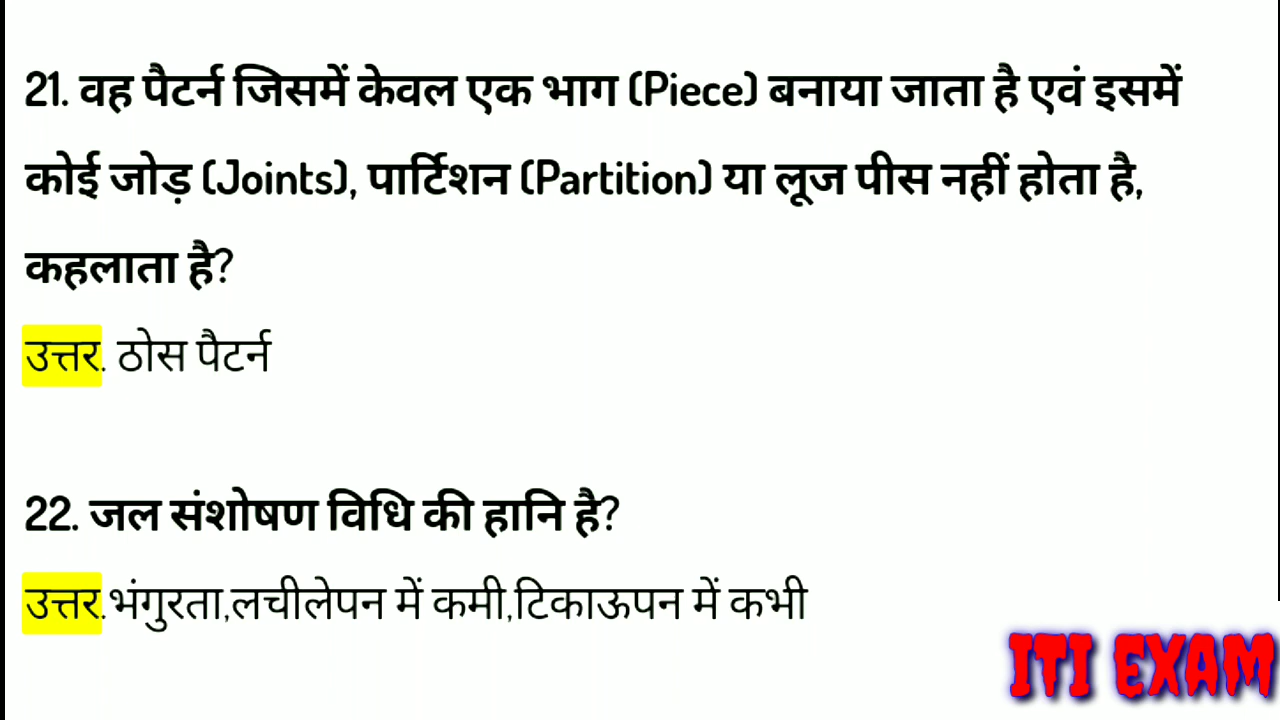 21. वह पैटर्न जिसमें केवल एक भाग (Piece) बनाया जाता है एवं इसमें
कोई जोड़ (Joints), पार्टिशन (Partition) या लूज पीस नहीं होता है,
कहलाता है?
उत्तर. ठोस पैटर्न
22. जल संशोषण विधि की हानि है?
उत्तर.भंगुरता,लचीलेपन में कमी,टिकाऊपन में कभी
ITI EXAM